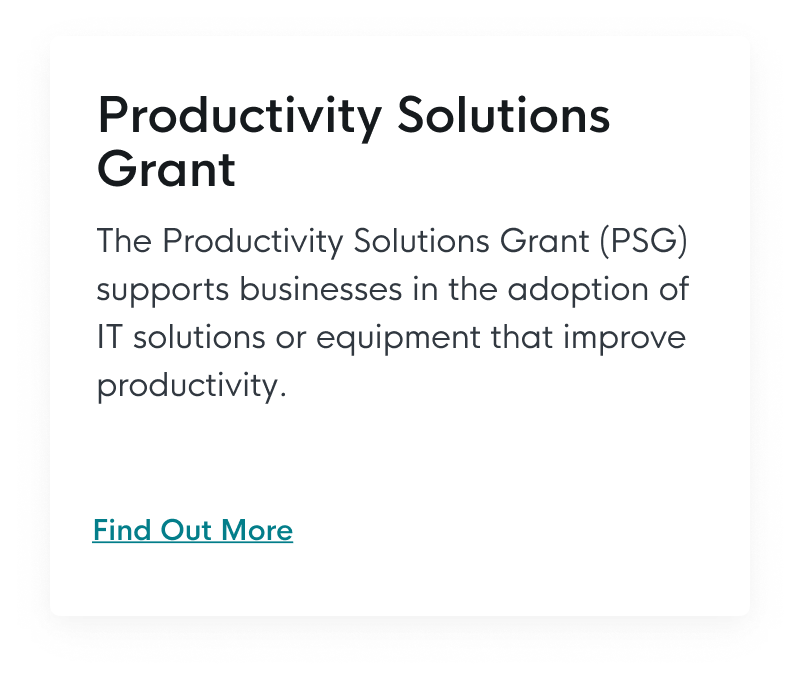 Productivity Solutions
Grant
The Productivity Solutions Grant (PSG)
supports businesses in the adoption of
IT solutions or equipment that improve
productivity.
Find Out More